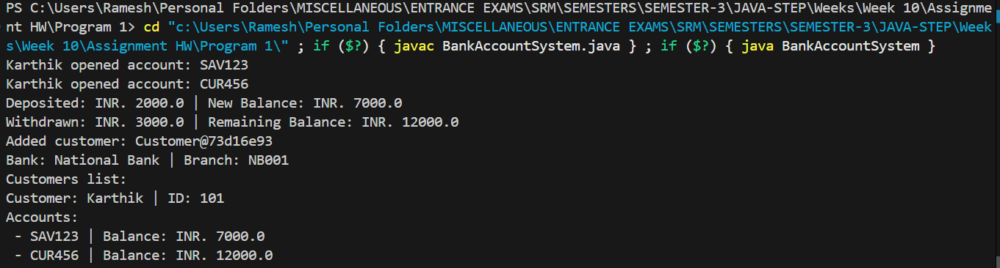 PS C:\Users\Ramesh\Personal Folders\MISCELLANEOUS\ENTRANCE EXAMS\SRM\SEMESTERS\SEMESTER-3\JAVA-STEP\Weeks\Week 10\Assignme
nt HW\Program 1> cd "c:\Users\Ramesh\Personal Folders\MISCELLANEOUS\ENTRANCE EXAMS\SRM\SEMESTERS\SEMESTER-3\JAVA-STEP\Week
s\Week 10\Assignment HW\Program 1\" ; if ($?) { javac BankAccountSystem.java } ; if ($?) { java BankAccountSystem }
Karthik opened account: SAV123
Karthik opened account: CUR456
Deposited: INR. 2000.0 | New Balance: INR. 7000.0
Withdrawn: INR. 3000.0 | Remaining Balance: INR. 12000.0
Added customer: Customer@73d16e93
Bank: National Bank | Branch: NB001
Customers list:
Customer: Karthik | ID: 101
Accounts:
 - SAV123 | Balance: INR. 7000.0
 - CUR456 | Balance: INR. 12000.0